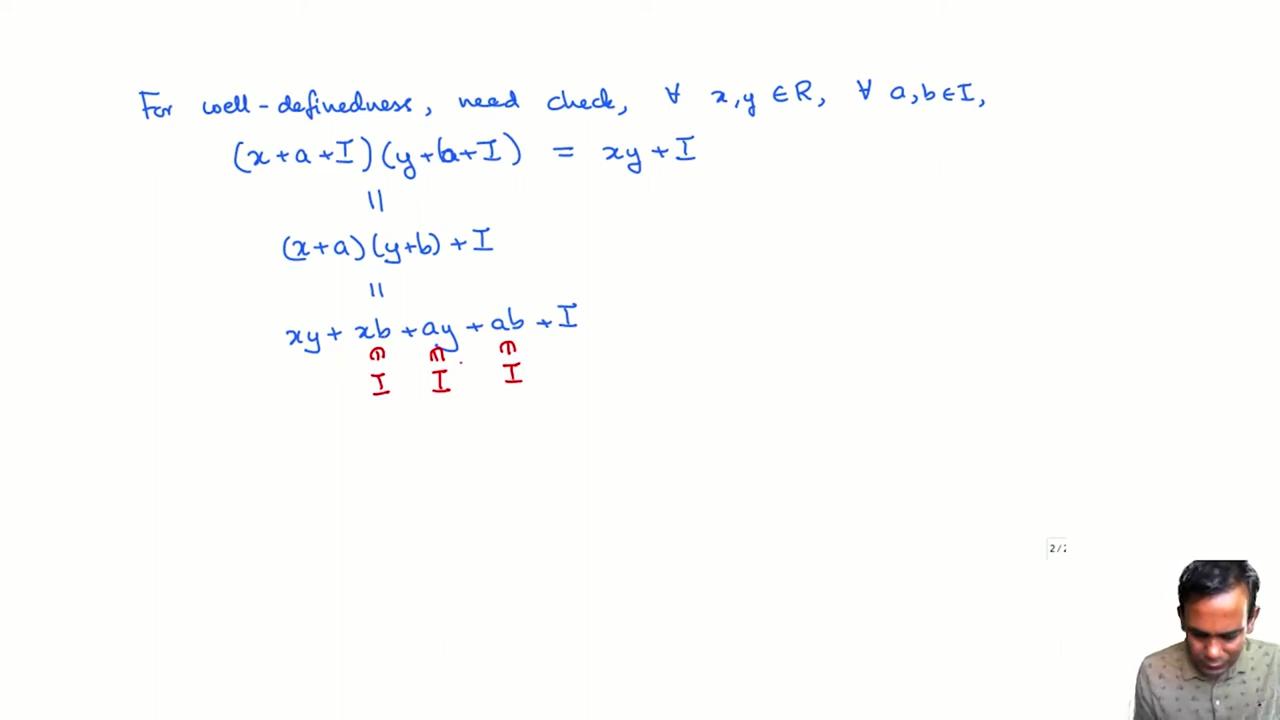 For well-definedness, need check, ∀ x,y ∈ R, ∀ a,b ∈ I,
(x+a+I)(y+b+I) = xy+I
||
(x+a)(y+b)+I
||
xy+xb+ay+ab+I
∈ ∈ ∈
I I I
2/2